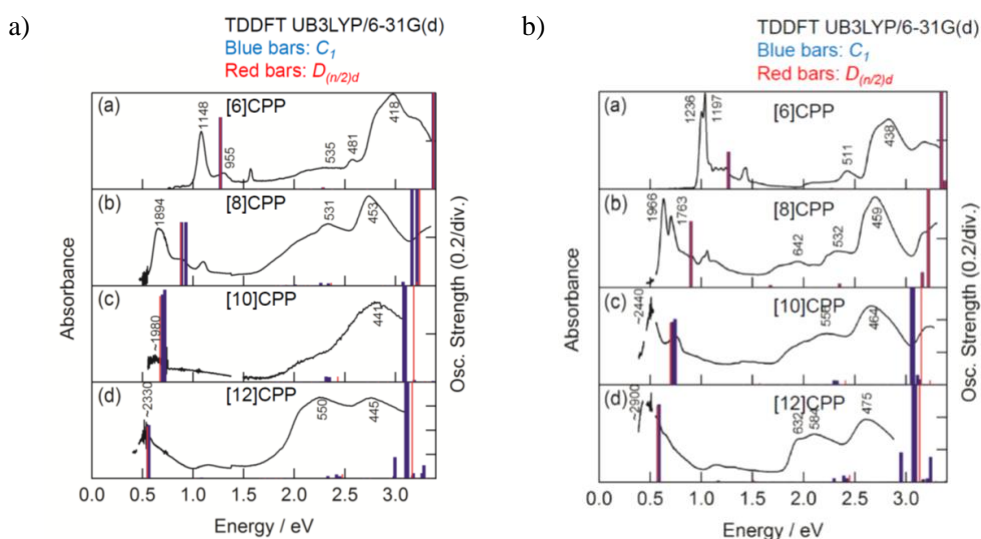 a)
TDDFT UB3LYP/6-31G(d)
Blue bars: C1
Red bars: D(n/2)d
(a)
[6]CPP
1148
955
535
481
418
(b)
[8]CPP
1894
531
453
(c)
[10]CPP
~1980
441
(d)
[12]CPP
~2330
550
445
Absorbance
Osc. Strength (0.2/div.)
0.0 0.5 1.0 1.5 2.0 2.5 3.0
Energy / eV
b)
TDDFT UB3LYP/6-31G(d)
Blue bars: C1
Red bars: D(n/2)d
(a)
[6]CPP
1236
1197
511
438
(b)
[8]CPP
1966
1763
642
532
459
(c)
[10]CPP
~2440
464
(d)
[12]CPP
~2900
632
584
475
Absorbance
Osc. Strength (0.2/div.)
0.0 0.5 1.0 1.5 2.0 2.5 3.0
Energy / eV